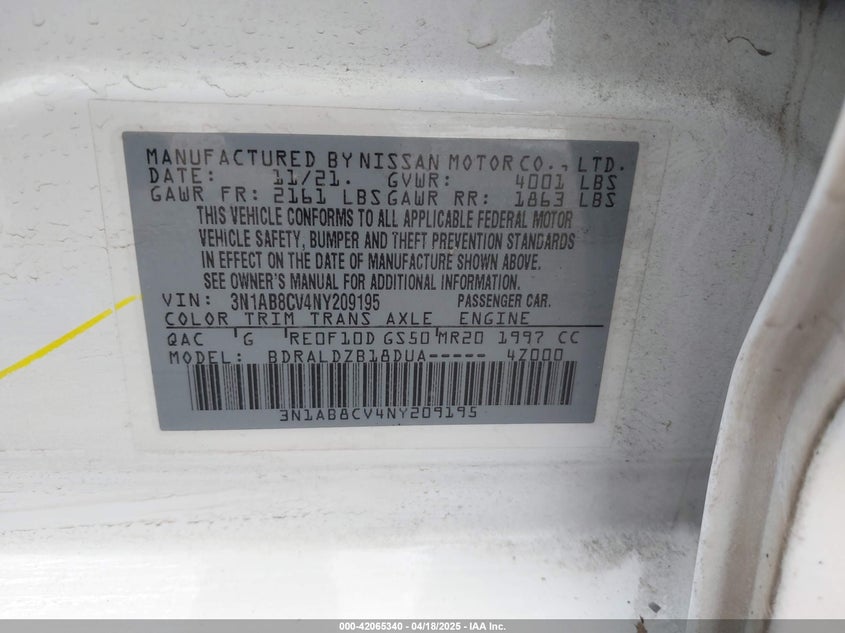 MANUFACTURED BY NISSAN MOTOR CO., LTD.
DATE: 11/21. GVWR: 4001 LBS
GAWR FR: 2161 LBS GAWR RR: 1863 LBS
THIS VEHICLE CONFORMS TO ALL APPLICABLE FEDERAL MOTOR
VEHICLE SAFETY, BUMPER AND THEFT PREVENTION STANDARDS
IN EFFECT ON THE DATE OF MANUFACTURE SHOWN ABOVE.
SEE OWNER'S MANUAL FOR ADDITIONAL INFORMATION.
VIN: 3N1AB8CV4NY209195 PASSENGER CAR.
COLOR TRIM TRANS AXLE ENGINE
QAC G RE0F10D GS50 MR20 1997 CC
MODEL: BDRALDZB18DUA----- 4Z000
3N1AB8CV4NY209195
000-42065340 - 04/18/2025 - IAA Inc.